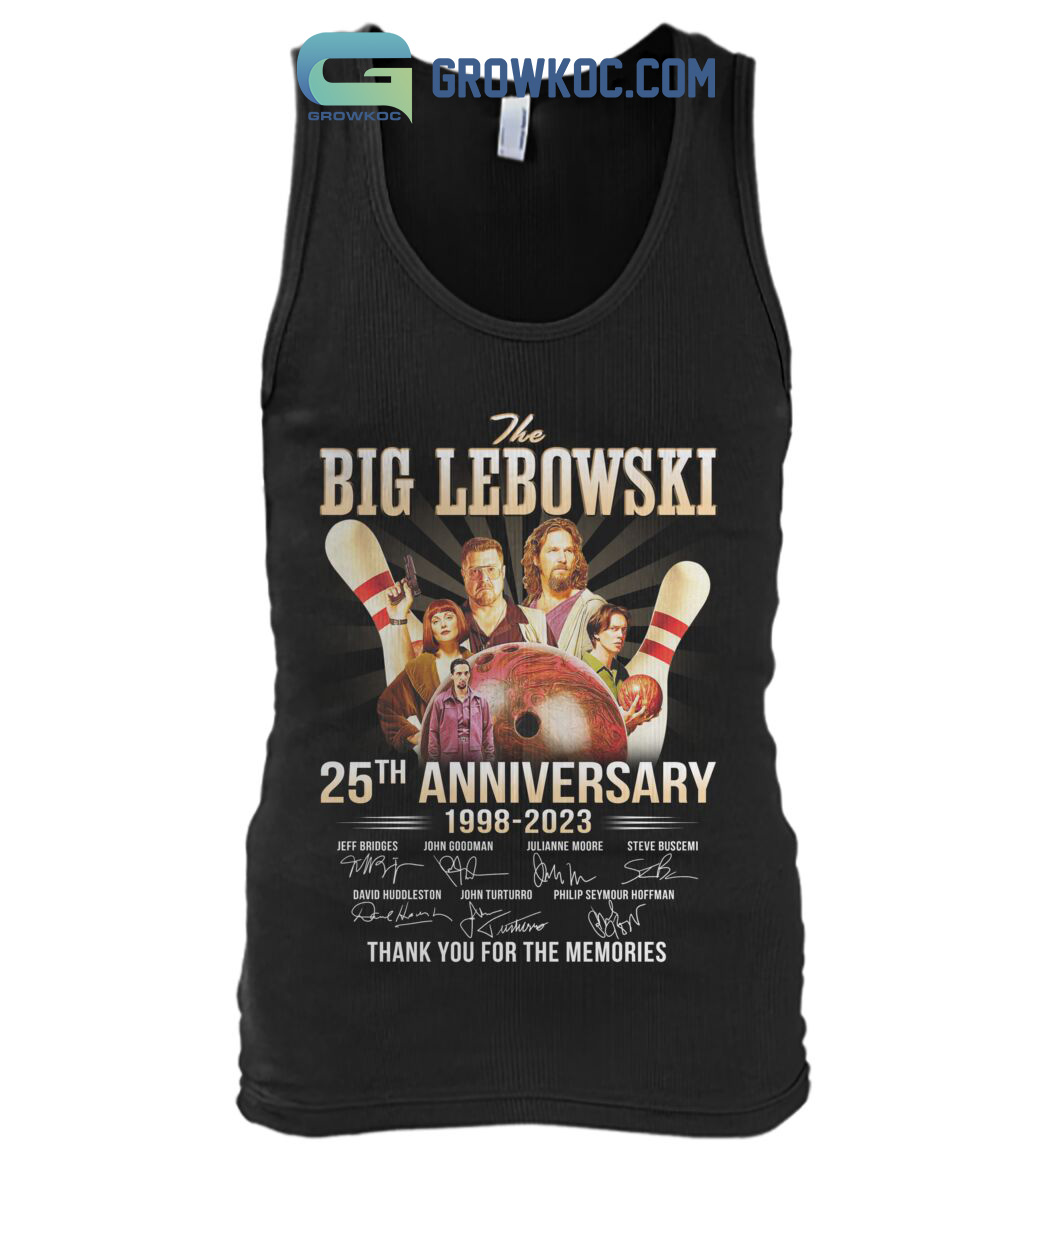 GROWKOC.COM
GROWKOC
The
BIG LEBOWSKI
25TH ANNIVERSARY
1998-2023
JEFF BRIDGES JOHN GOODMAN JULIANNE MOORE STEVE BUSCEMI
DAVID HUDDLESTON JOHN TURTURRO PHILIP SEYMOUR HOFFMAN
THANK YOU FOR THE MEMORIES